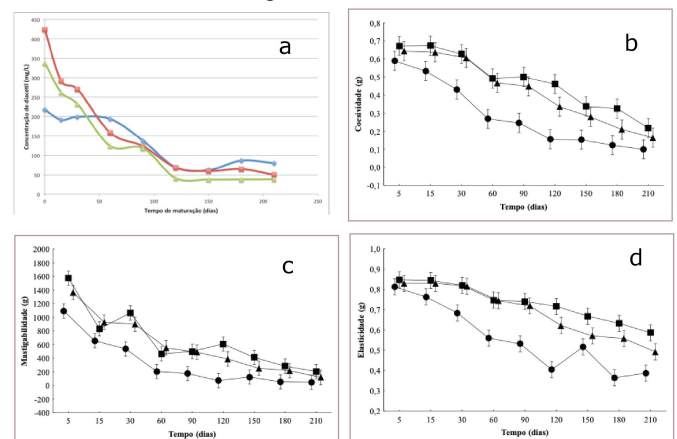 a
Concentração de diacetil (mg/L)
450
400
350
300
250
200
150
100
50
0
0 50 100 150 200 250
Tempo de maturação (dias)
b
Coesividade (g)
0,8
0,7
0,6
0,5
0,4
0,3
0,2
0,1
0,0
-0,1
5 15 30 60 90 120 150 180 210
Tempo (dias)
c
Mastigabilidade (g)
2000
1800
1600
1400
1200
1000
800
600
400
200
0
-200
-400
5 15 30 60 90 120 150 180 210
Tempo (dias)
d
Elasticidade (g)
1,0
0,9
0,8
0,7
0,6
0,5
0,4
0,3
0,2
5 15 30 60 90 120 150 180 210
Tempo (dias)